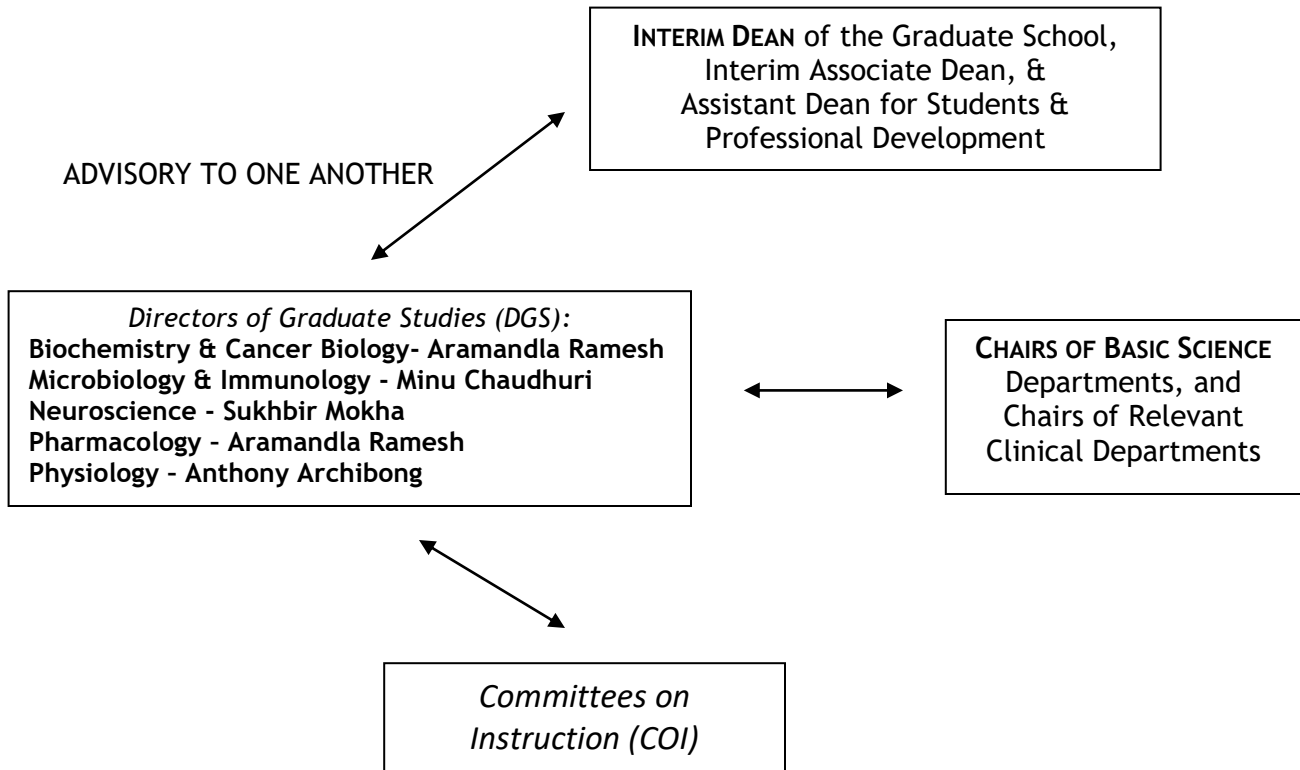 INTERIM DEAN of the Graduate School,
Interim Associate Dean, &
Assistant Dean for Students &
Professional Development
ADVISORY TO ONE ANOTHER
Directors of Graduate Studies (DGS):
Biochemistry & Cancer Biology- Aramandla Ramesh
Microbiology & Immunology - Minu Chaudhuri
Neuroscience - Sukhbir Mokha
Pharmacology – Aramandla Ramesh
Physiology – Anthony Archibong
CHAIRS OF BASIC SCIENCE
Departments, and
Chairs of Relevant
Clinical Departments
Committees on
Instruction (COI)